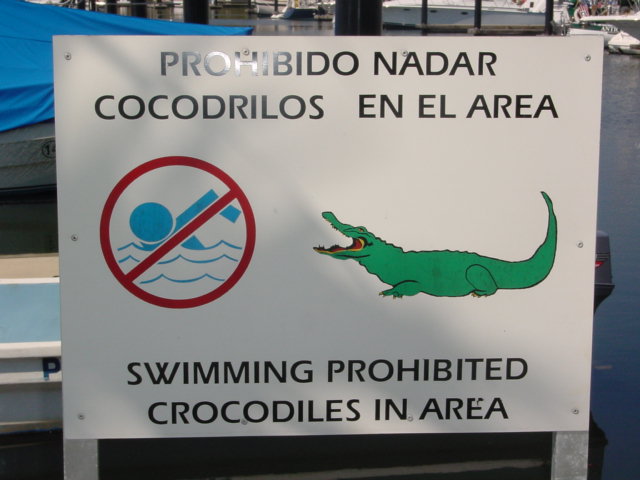 PROHIBIDO NADAR
COCODRILOS EN EL AREA
SWIMMING PROHIBITED
CROCODILES IN AREA
P